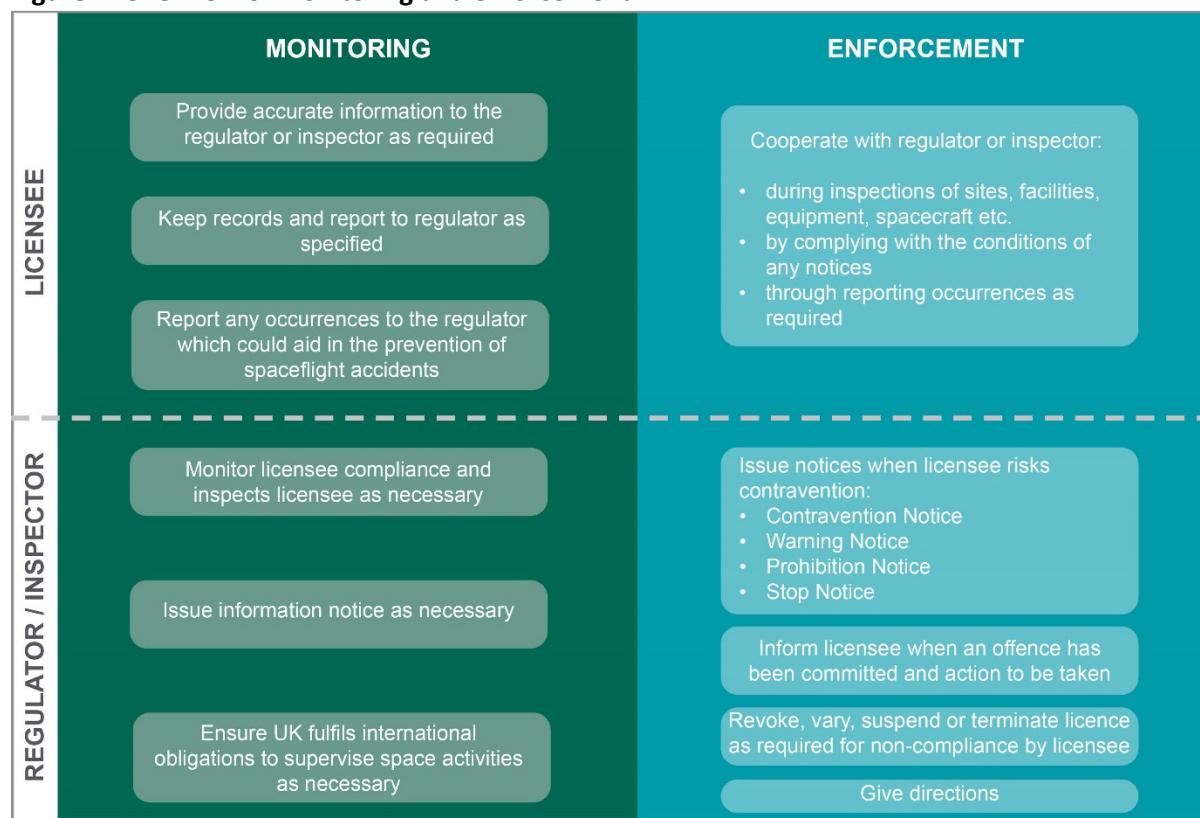 Overview of Monitoring and Enforcement
MONITORING
ENFORCEMENT
LICENSEE
Provide accurate information to the
regulator or inspector as required
Keep records and report to regulator as
specified
Report any occurrences to the regulator
which could aid in the prevention of
spaceflight accidents
Cooperate with regulator or inspector:
• during inspections of sites, facilities,
equipment, spacecraft etc.
• by complying with the conditions of
any notices
• through reporting occurrences as
required
REGULATOR / INSPECTOR
Monitor licensee compliance and
inspects licensee as necessary
Issue information notice as necessary
Ensure UK fulfils international
obligations to supervise space activities
as necessary
Issue notices when licensee risks
contravention:
• Contravention Notice
• Warning Notice
• Prohibition Notice
• Stop Notice
Inform licensee when an offence has
been committed and action to be taken
Revoke, vary, suspend or terminate licence
as required for non-compliance by licensee
Give directions